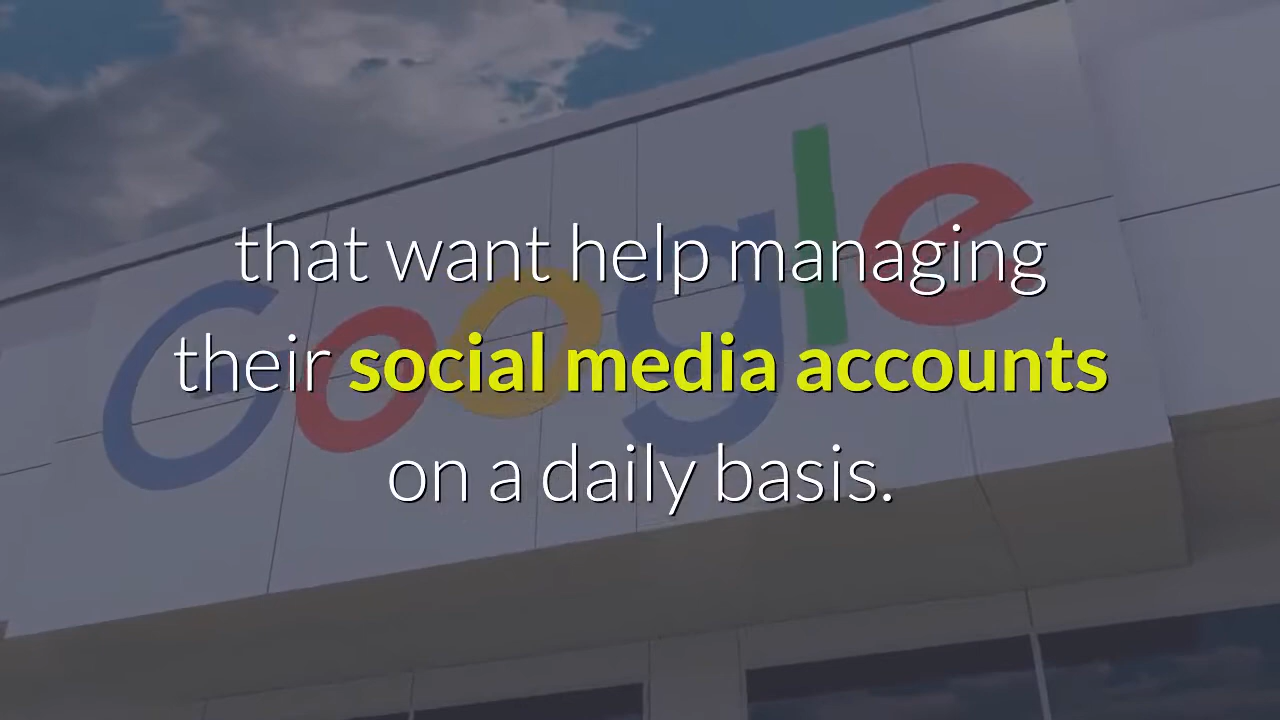 Google
that want help managing
their social media accounts
on a daily basis.